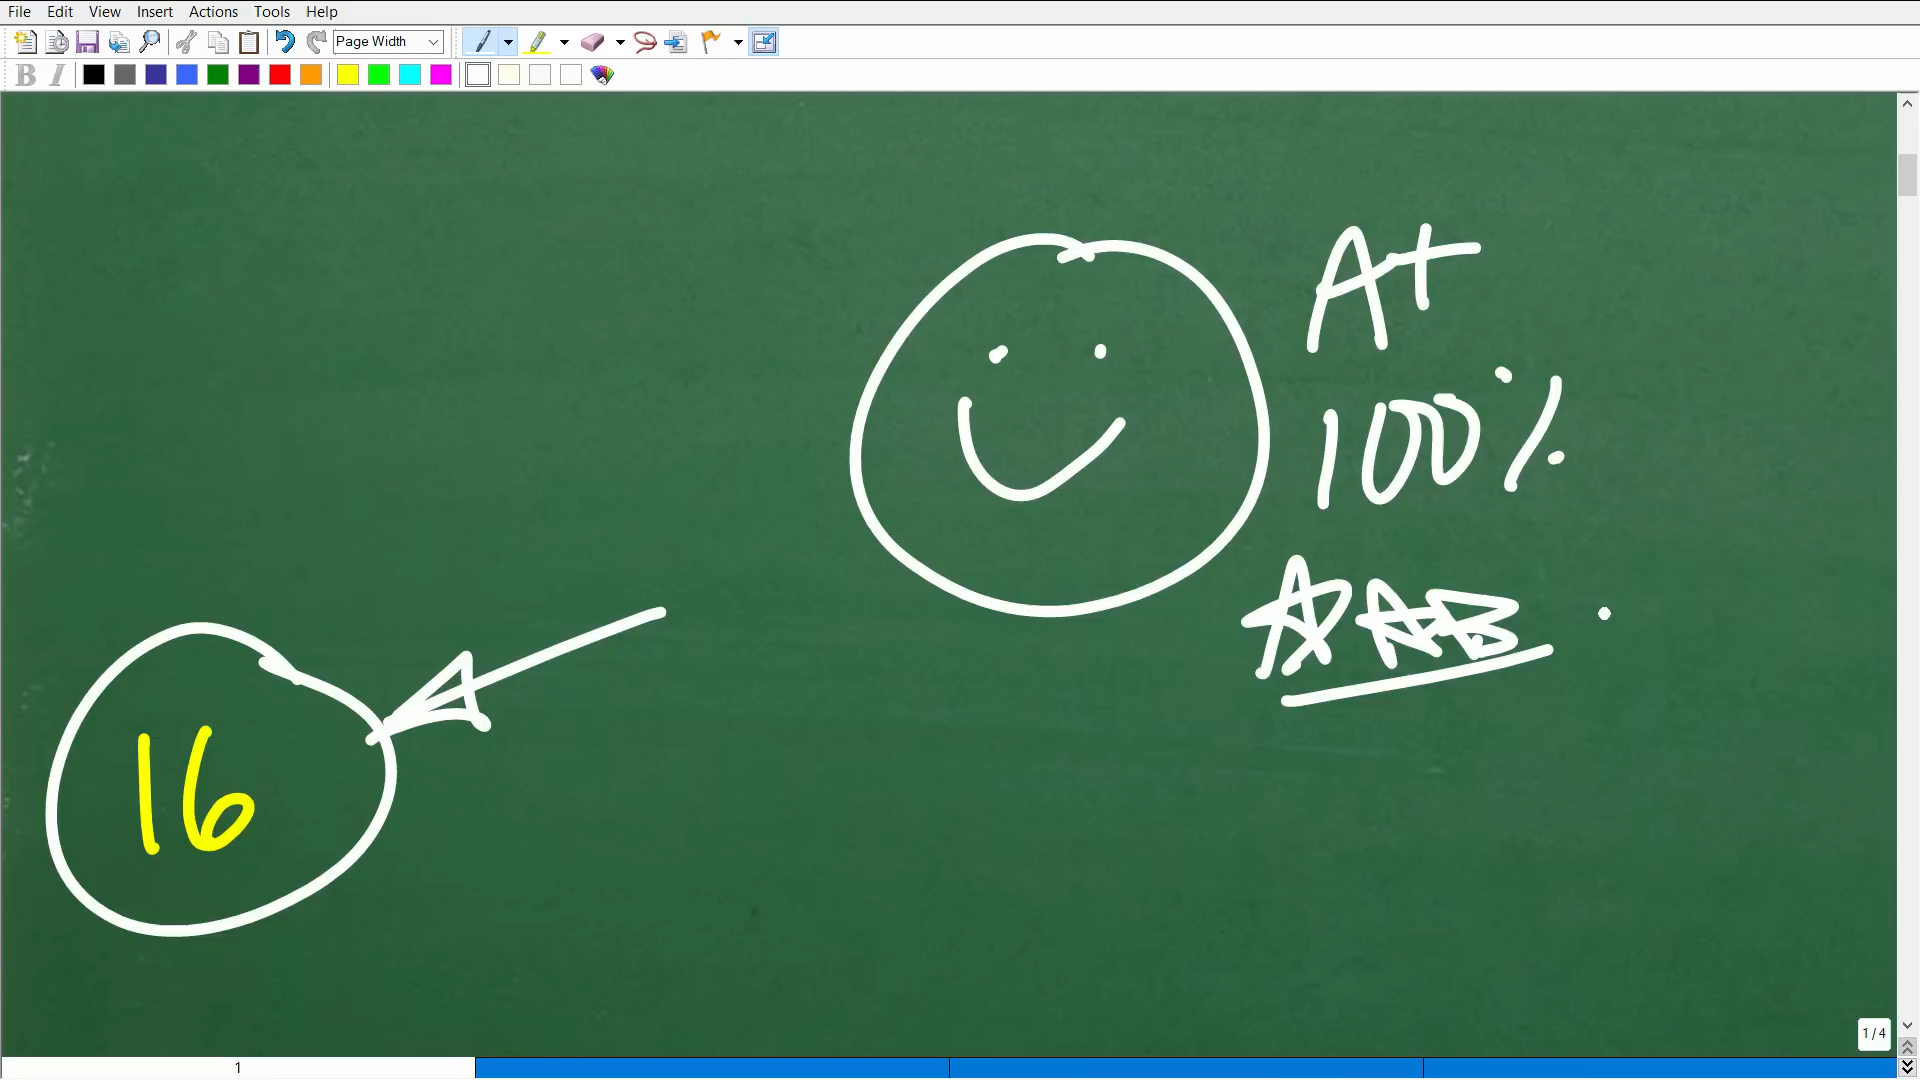 File Edit View Insert Actions Tools Help
Page Width
B I
A+
100%
16
1 / 4
1